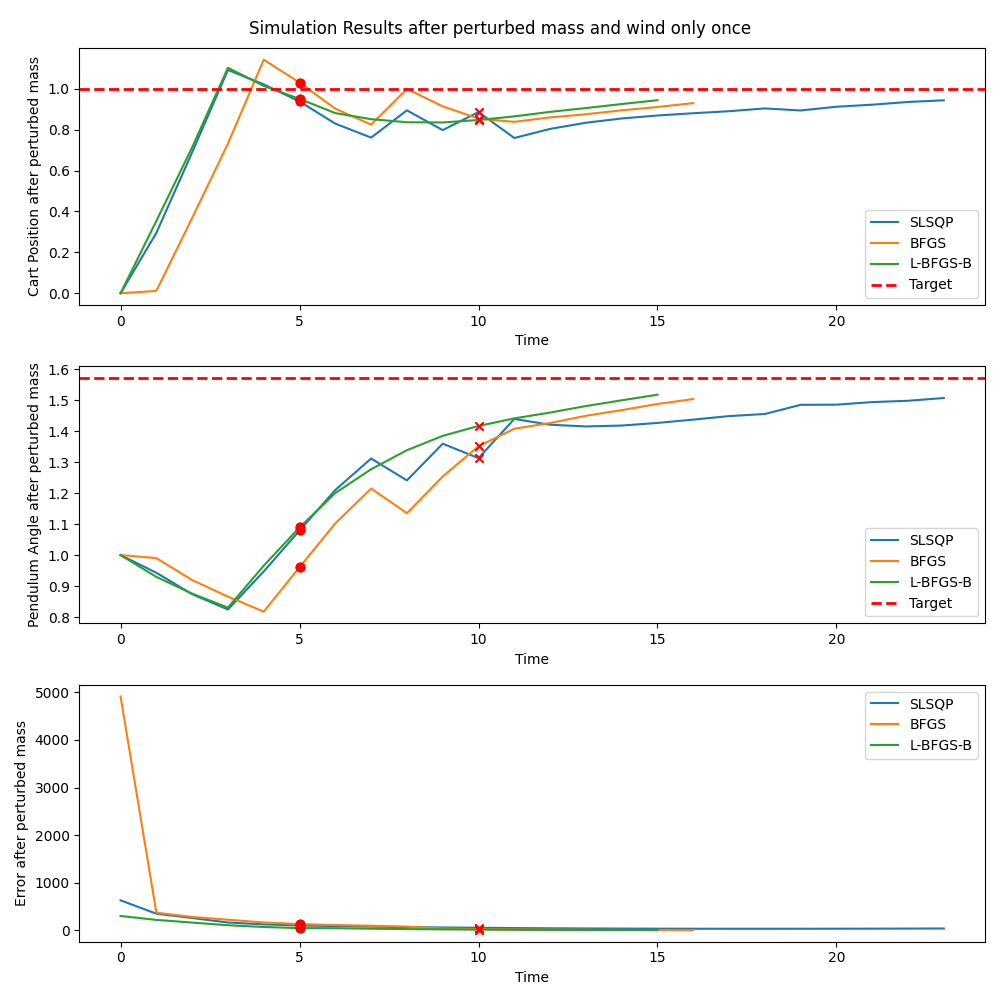 Simulation Results after perturbed mass and wind only once
Cart Position after perturbed mass
1.0
0.8
0.6
0.4
0.2
0.0
SLSQP
BFGS
L-BFGS-B
Target
0 5 10 15 20
Time
Pendulum Angle after perturbed mass
1.6
1.5
1.4
1.3
1.2
1.1
1.0
0.9
0.8
SLSQP
BFGS
L-BFGS-B
Target
0 5 10 15 20
Time
Error after perturbed mass
5000
4000
3000
2000
1000
0
SLSQP
BFGS
L-BFGS-B
0 5 10 15 20
Time